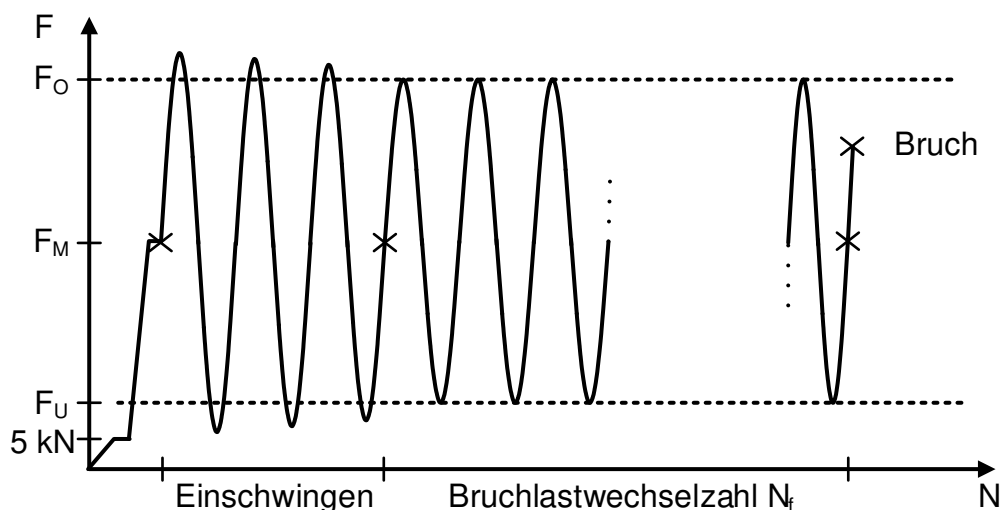 F
F_O
Bruch
F_M
F_U
5 kN
Einschwingen Bruchlastwechselzahl N_f N